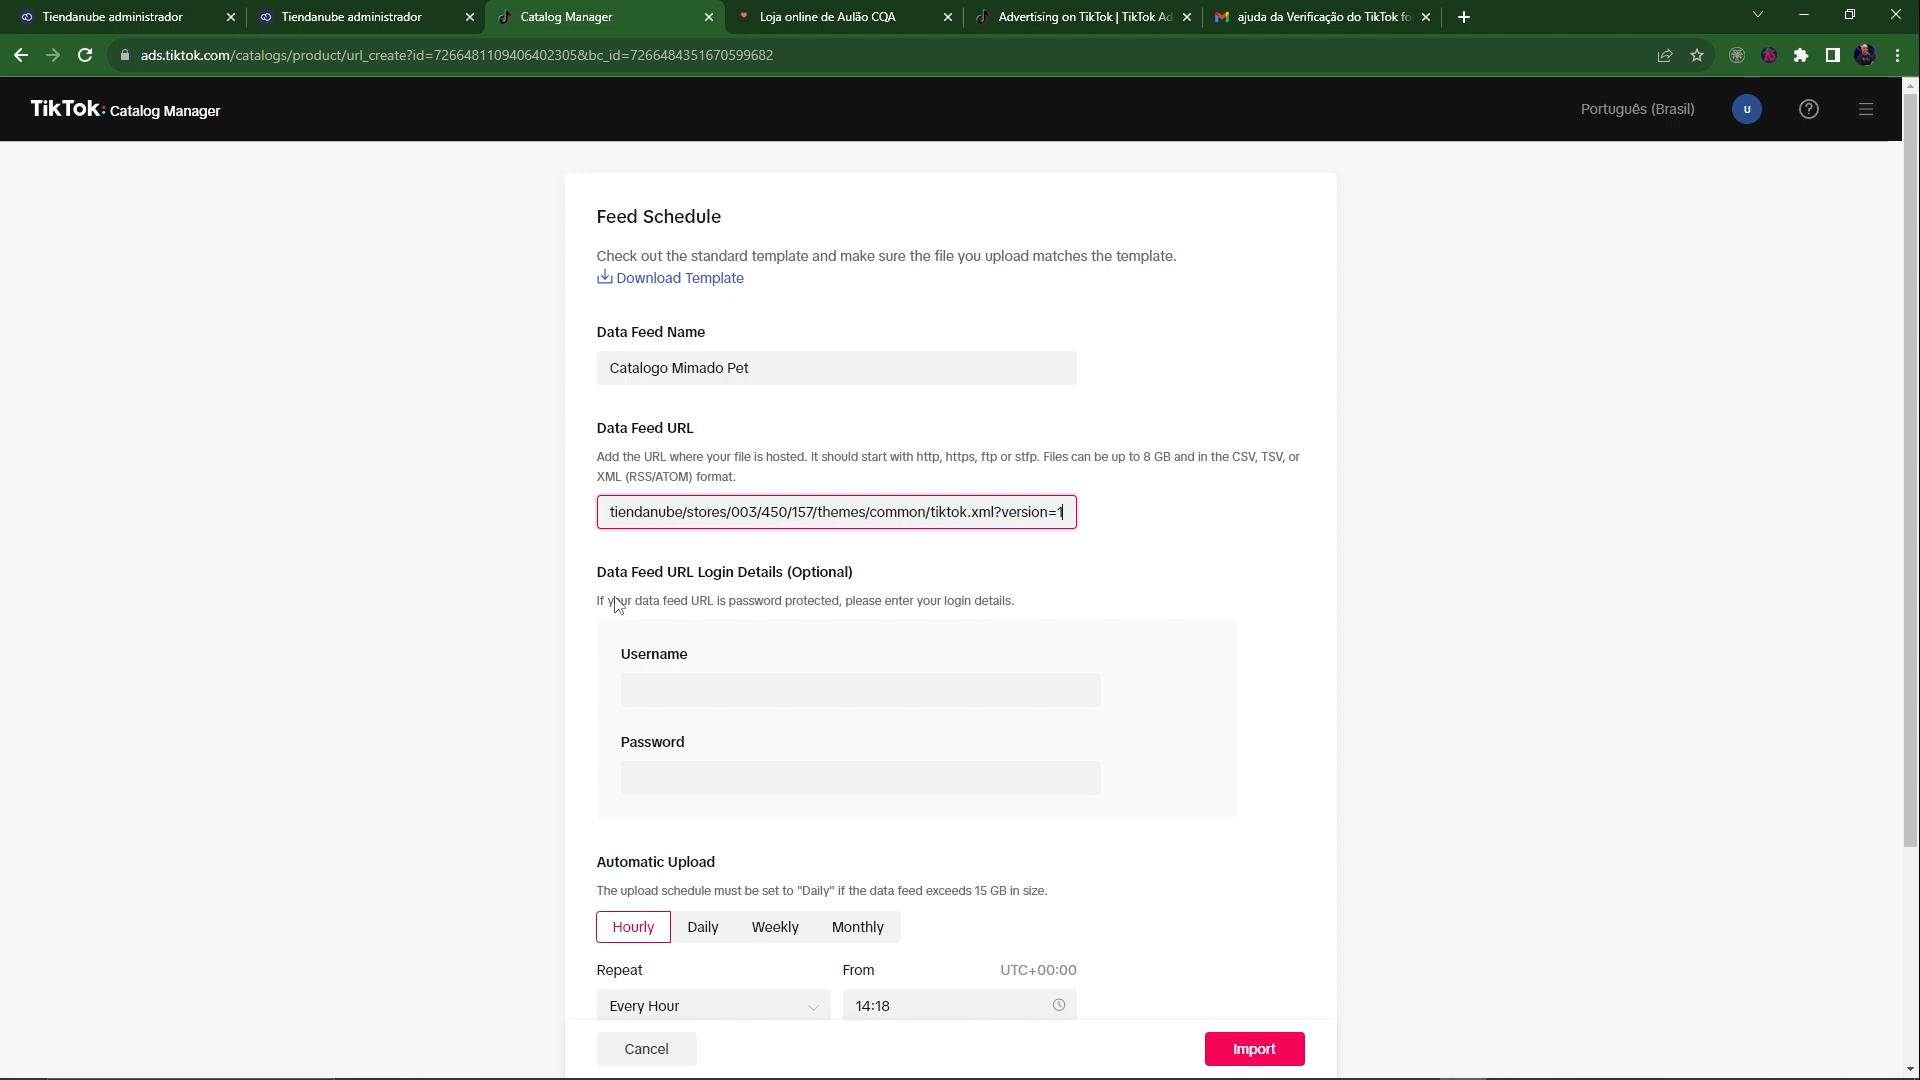 Tiendanube administrador
Tiendanube administrador
Catalog Manager
Loja online de Aulão CQA
Advertising on TikTok | TikTok Ad
ajuda da Verificação do TikTok fo
ads.tiktok.com/catalogs/product/url_create?id=7266481109406402305&bc_id=7266484351670599682
TikTok: Catalog Manager
Português (Brasil)
U
Feed Schedule
Check out the standard template and make sure the file you upload matches the template.
Download Template
Data Feed Name
Catalogo Mimado Pet
Data Feed URL
Add the URL where your file is hosted. It should start with http, https, ftp or stfp. Files can be up to 8 GB and in the CSV, TSV, or
XML (RSS/ATOM) format.
tiendanube/stores/003/450/157/themes/common/tiktok.xml?version=1
Data Feed URL Login Details (Optional)
If your data feed URL is password protected, please enter your login details.
Username
Password
Automatic Upload
The upload schedule must be set to "Daily" if the data feed exceeds 15 GB in size.
Hourly Daily Weekly Monthly
Repeat From UTC+00:00
Every Hour 14:18
Cancel Import